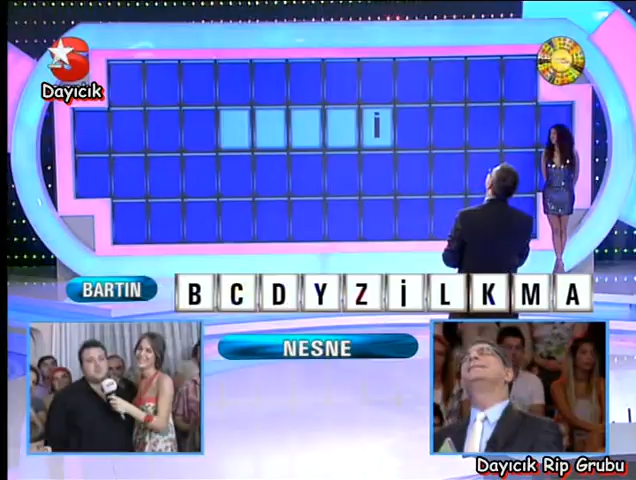 S
Dayıcık
İ
BARTIN
B C D Y Z İ L K M A
NESNE
Dayıcık Rip Grubu